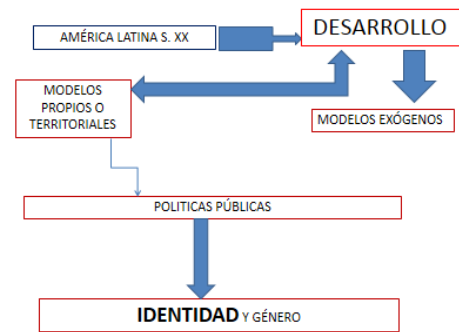 AMÉRICA LATINA S. XX
DESARROLLO
MODELOS
PROPIOS O
TERRITORIALES
MODELOS EXÓGENOS
POLITICAS PÚBLICAS
IDENTIDAD Y GÉNERO